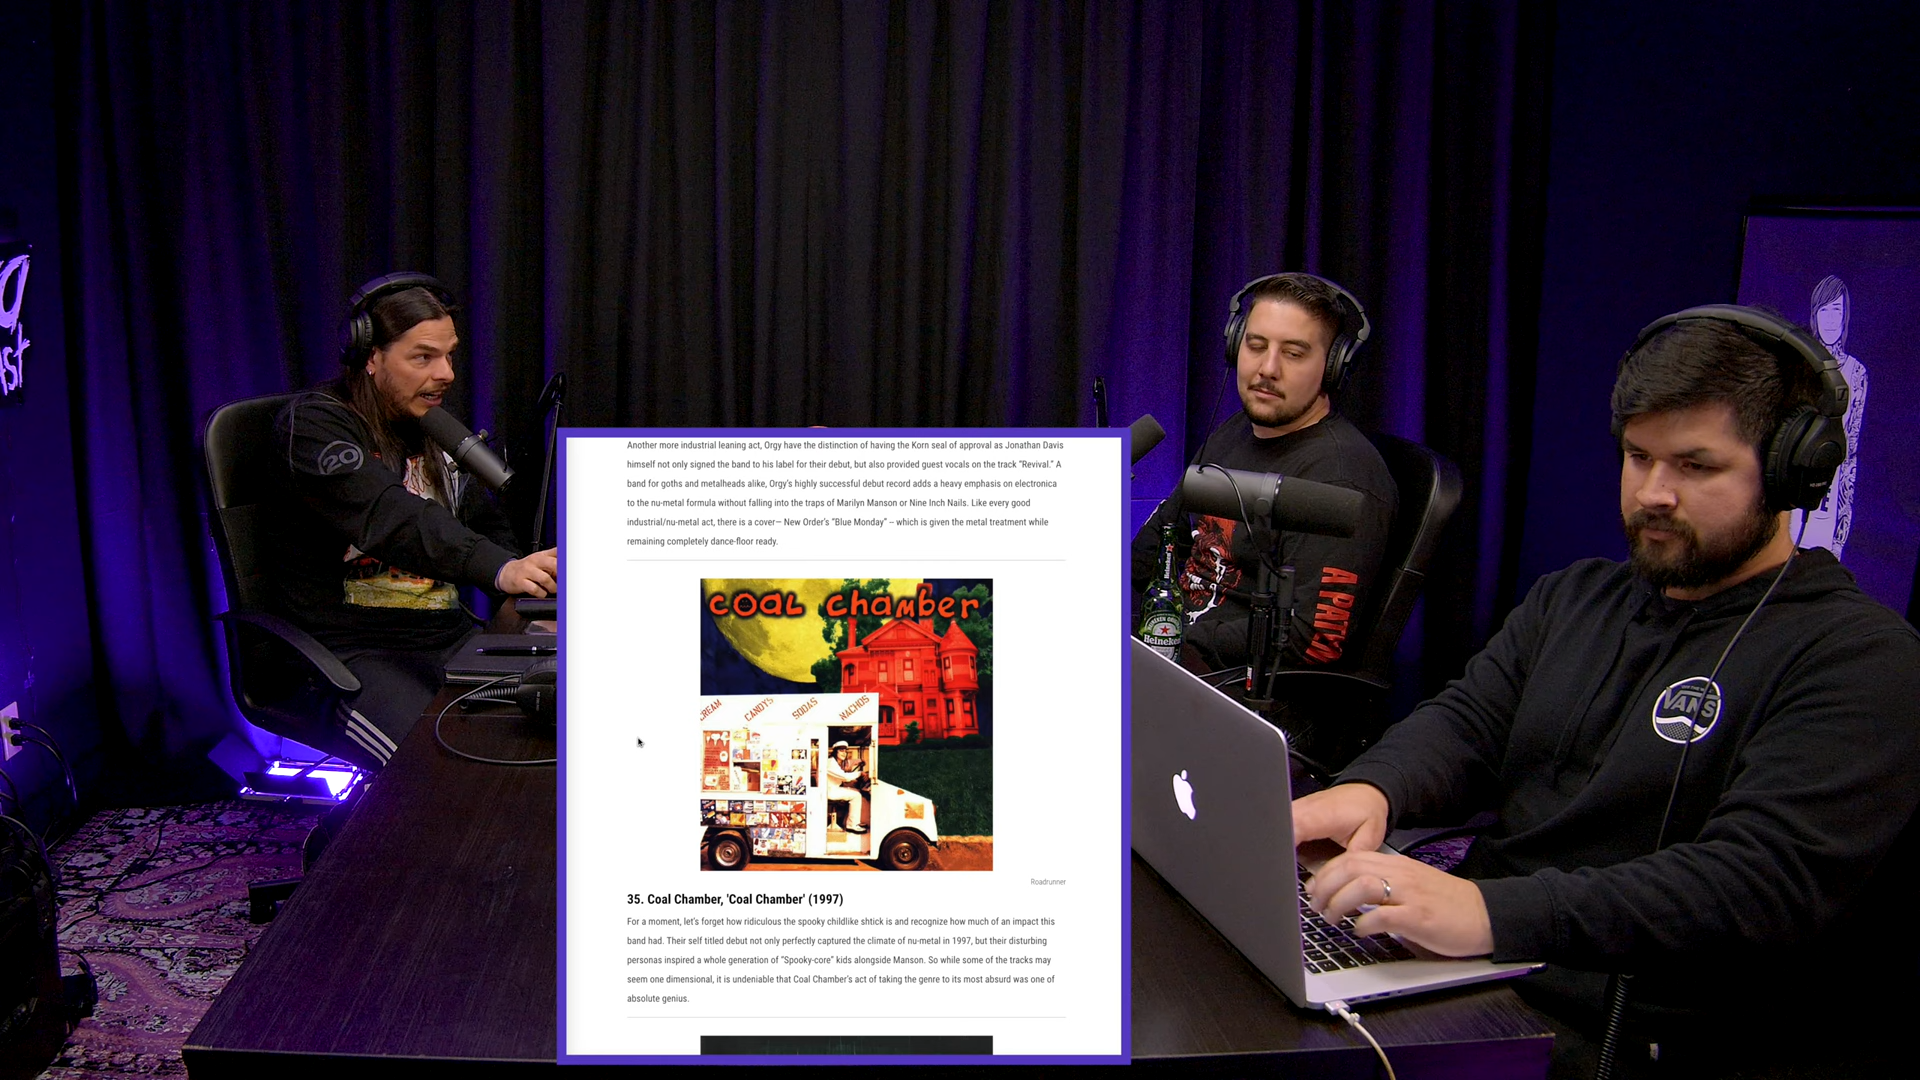 20
Another more industrial leaning act, Orgy have the distinction of having the Korn seal of approval as Jonathan Davis
himself not only signed the band to his label for their debut, but also provided guest vocals on the track “Revival.” A
band for goths and metalheads alike, Orgy’s highly successful debut record adds a heavy emphasis on electronica
to the nu-metal formula without falling into the traps of Marilyn Manson or Nine Inch Nails. Like every good
industrial/nu-metal act, there is a cover— New Order’s “Blue Monday” – which is given the metal treatment while
remaining completely dance-floor ready.
COAL ChAMBER
CREAM
CANDYS
SODAS
NACHOS
Roadrunner
35. Coal Chamber, 'Coal Chamber' (1997)
For a moment, let’s forget how ridiculous the spooky childlike shtick is and recognize how much of an impact this
band had. Their self titled debut not only perfectly captured the climate of nu-metal in 1997, but their disturbing
personas inspired a whole generation of “Spooky-core” kids alongside Manson. So while some of the tracks may
seem one dimensional, it is undeniable that Coal Chamber’s act of taking the genre to its most absurd was one of
absolute genius.
Heineken
A PAT
VANS